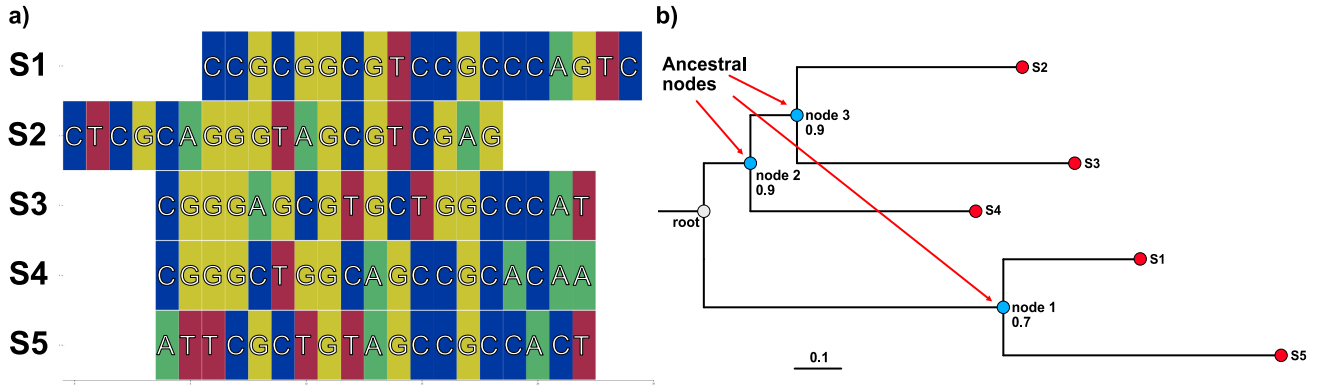 a)
S1 CCGCGGCGTCCGCCCAGTC
S2 CTCGCAGGGTAGCGTCGAG
S3 CGGGAGCGTGCTGGCCCAT
S4 CGGGCTGGCAGCCGCACAA
S5 ATTCGCTGTAGCCGCCACT
b)
Ancestral
nodes
S2
node 3
0.9
S3
node 2
0.9
S4
root
S1
node 1
0.7
S5
0.1